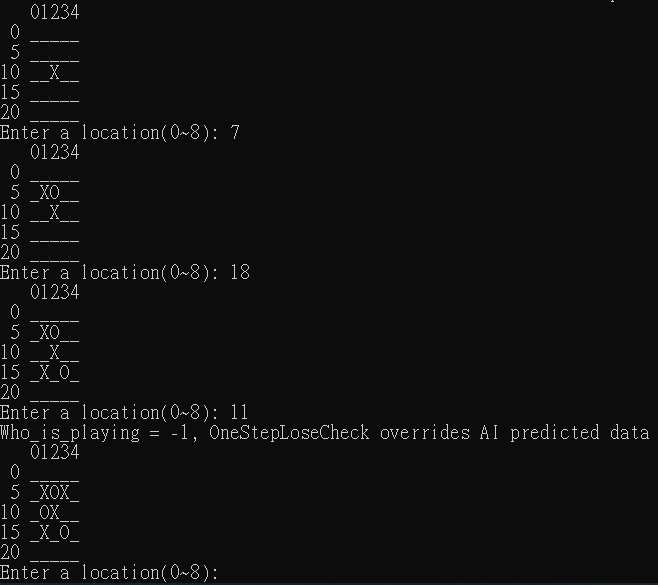 01234
0 _____
5 _____
10 __X__
15 _____
20 _____
Enter a location(0~8): 7
01234
0 _____
5 _XO__
10 __X__
15 _____
20 _____
Enter a location(0~8): 18
01234
0 _____
5 _XO__
10 __X__
15 _X_O_
20 _____
Enter a location(0~8): 11
Who_is_playing = -1, OneStepLoseCheck overrides AI predicted data
01234
0 _____
5 _XOX_
10 _OX__
15 _X_O_
20 _____
Enter a location(0~8):